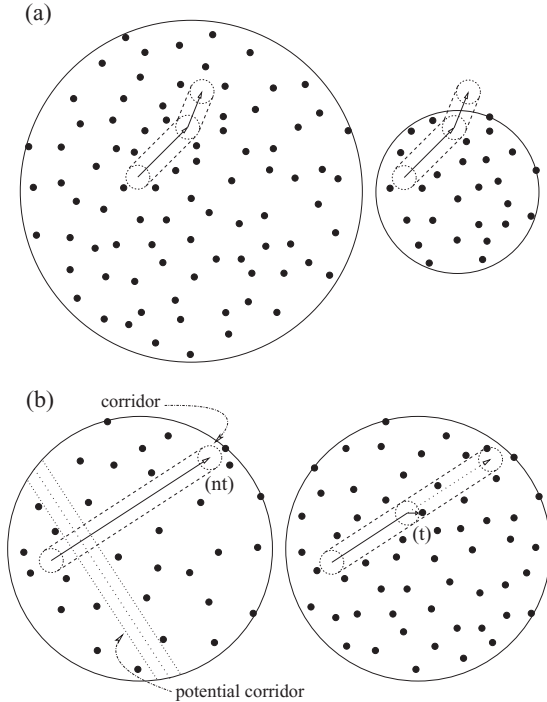 (a)
(b)
corridor
(nt)
(t)
potential corridor